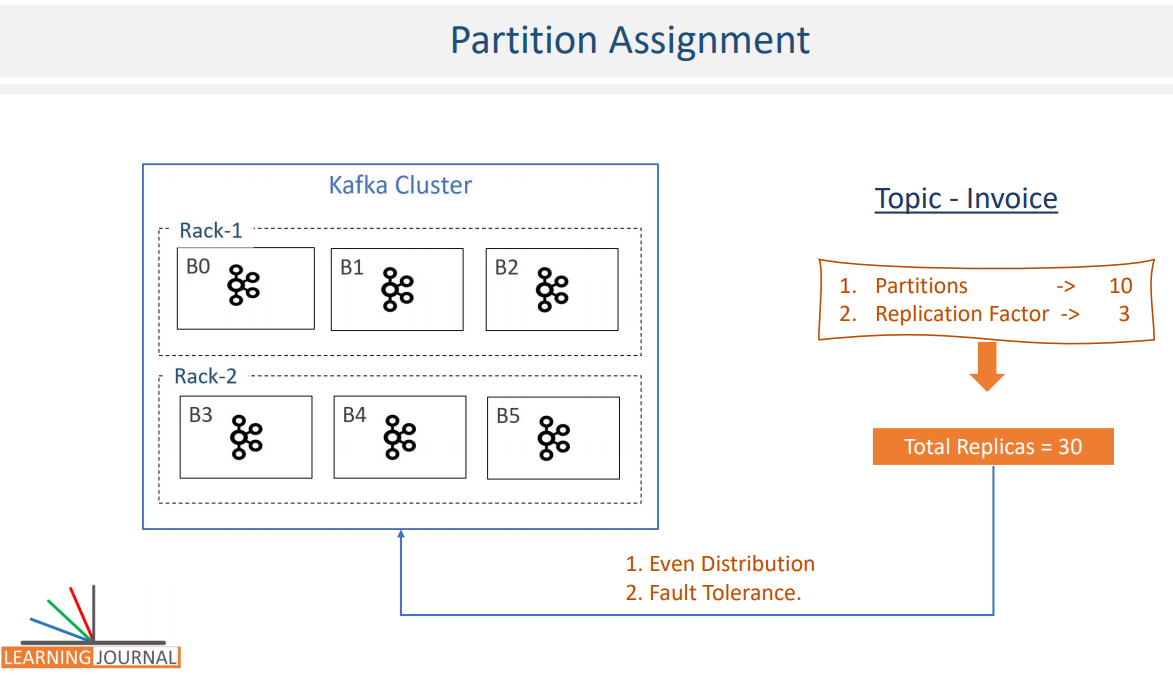 Partition Assignment
Kafka Cluster
Rack-1
B0
B1
B2
Rack-2
B3
B4
B5
Topic - Invoice
1. Partitions -> 10
2. Replication Factor -> 3
Total Replicas = 30
1. Even Distribution
2. Fault Tolerance.
LEARNING JOURNAL